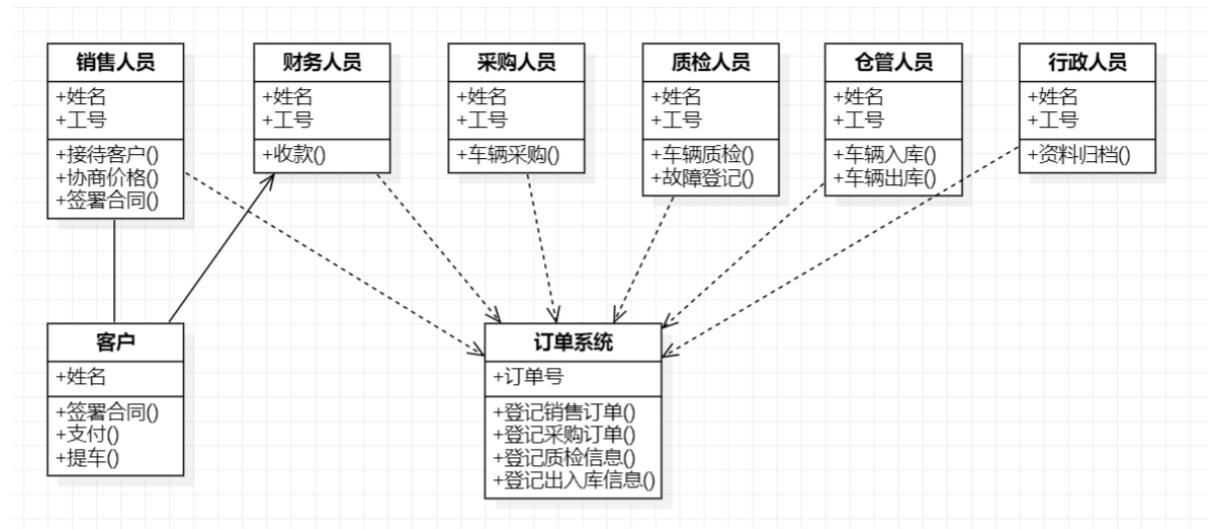 销售人员
+姓名
+工号
+接待客户()
+协商价格()
+签署合同()
财务人员
+姓名
+工号
+收款()
采购人员
+姓名
+工号
+车辆采购()
质检人员
+姓名
+工号
+车辆质检()
+故障登记()
仓管人员
+姓名
+工号
+车辆入库()
+车辆出库()
行政人员
+姓名
+工号
+资料归档()
客户
+姓名
+签署合同()
+支付()
+提车()
订单系统
+订单号
+登记销售订单()
+登记采购订单()
+登记质检信息()
+登记出入库信息()